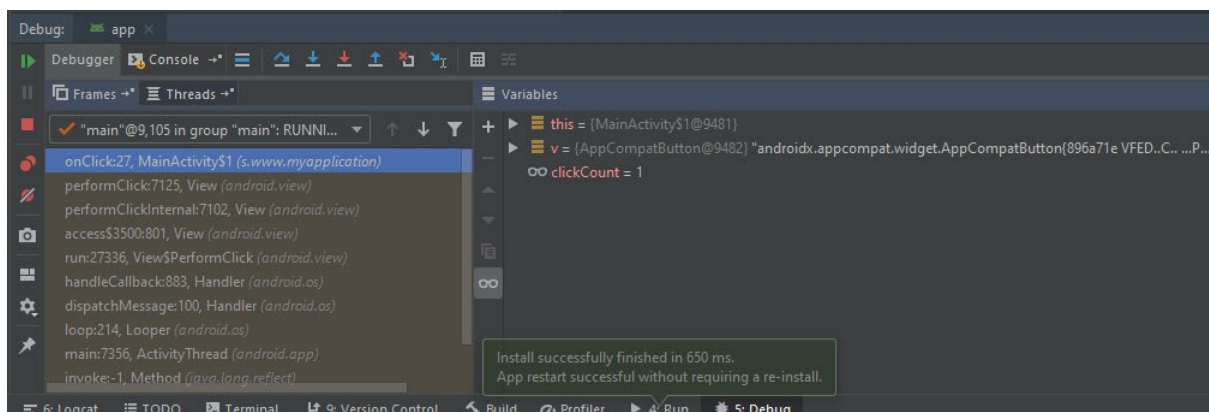 Debug: app
Debugger Console
Frames Threads Variables
"main"@9,105 in group "main": RUNNI...
this = {MainActivity$1@9481}
v = {AppCompatButton@9482} "androidx.appcompat.widget.AppCompatButton{896a71e VFED..C.. ...P...
clickCount = 1
onClick:27, MainActivity$1 (s.www.myapplication)
performClick:7125, View (android.view)
performClickInternal:7102, View (android.view)
access$3500:801, View (android.view)
run:27336, View$PerformClick (android.view)
handleCallback:883, Handler (android.os)
dispatchMessage:100, Handler (android.os)
loop:214, Looper (android.os)
main:7356, ActivityThread (android.app)
invoke:-1, Method (java.lang.reflect)
Install successfully finished in 650 ms.
App restart successful without requiring a re-install.
6: Logcat TODO Terminal 9: Version Control Build Profiler 4: Run 5: Debug